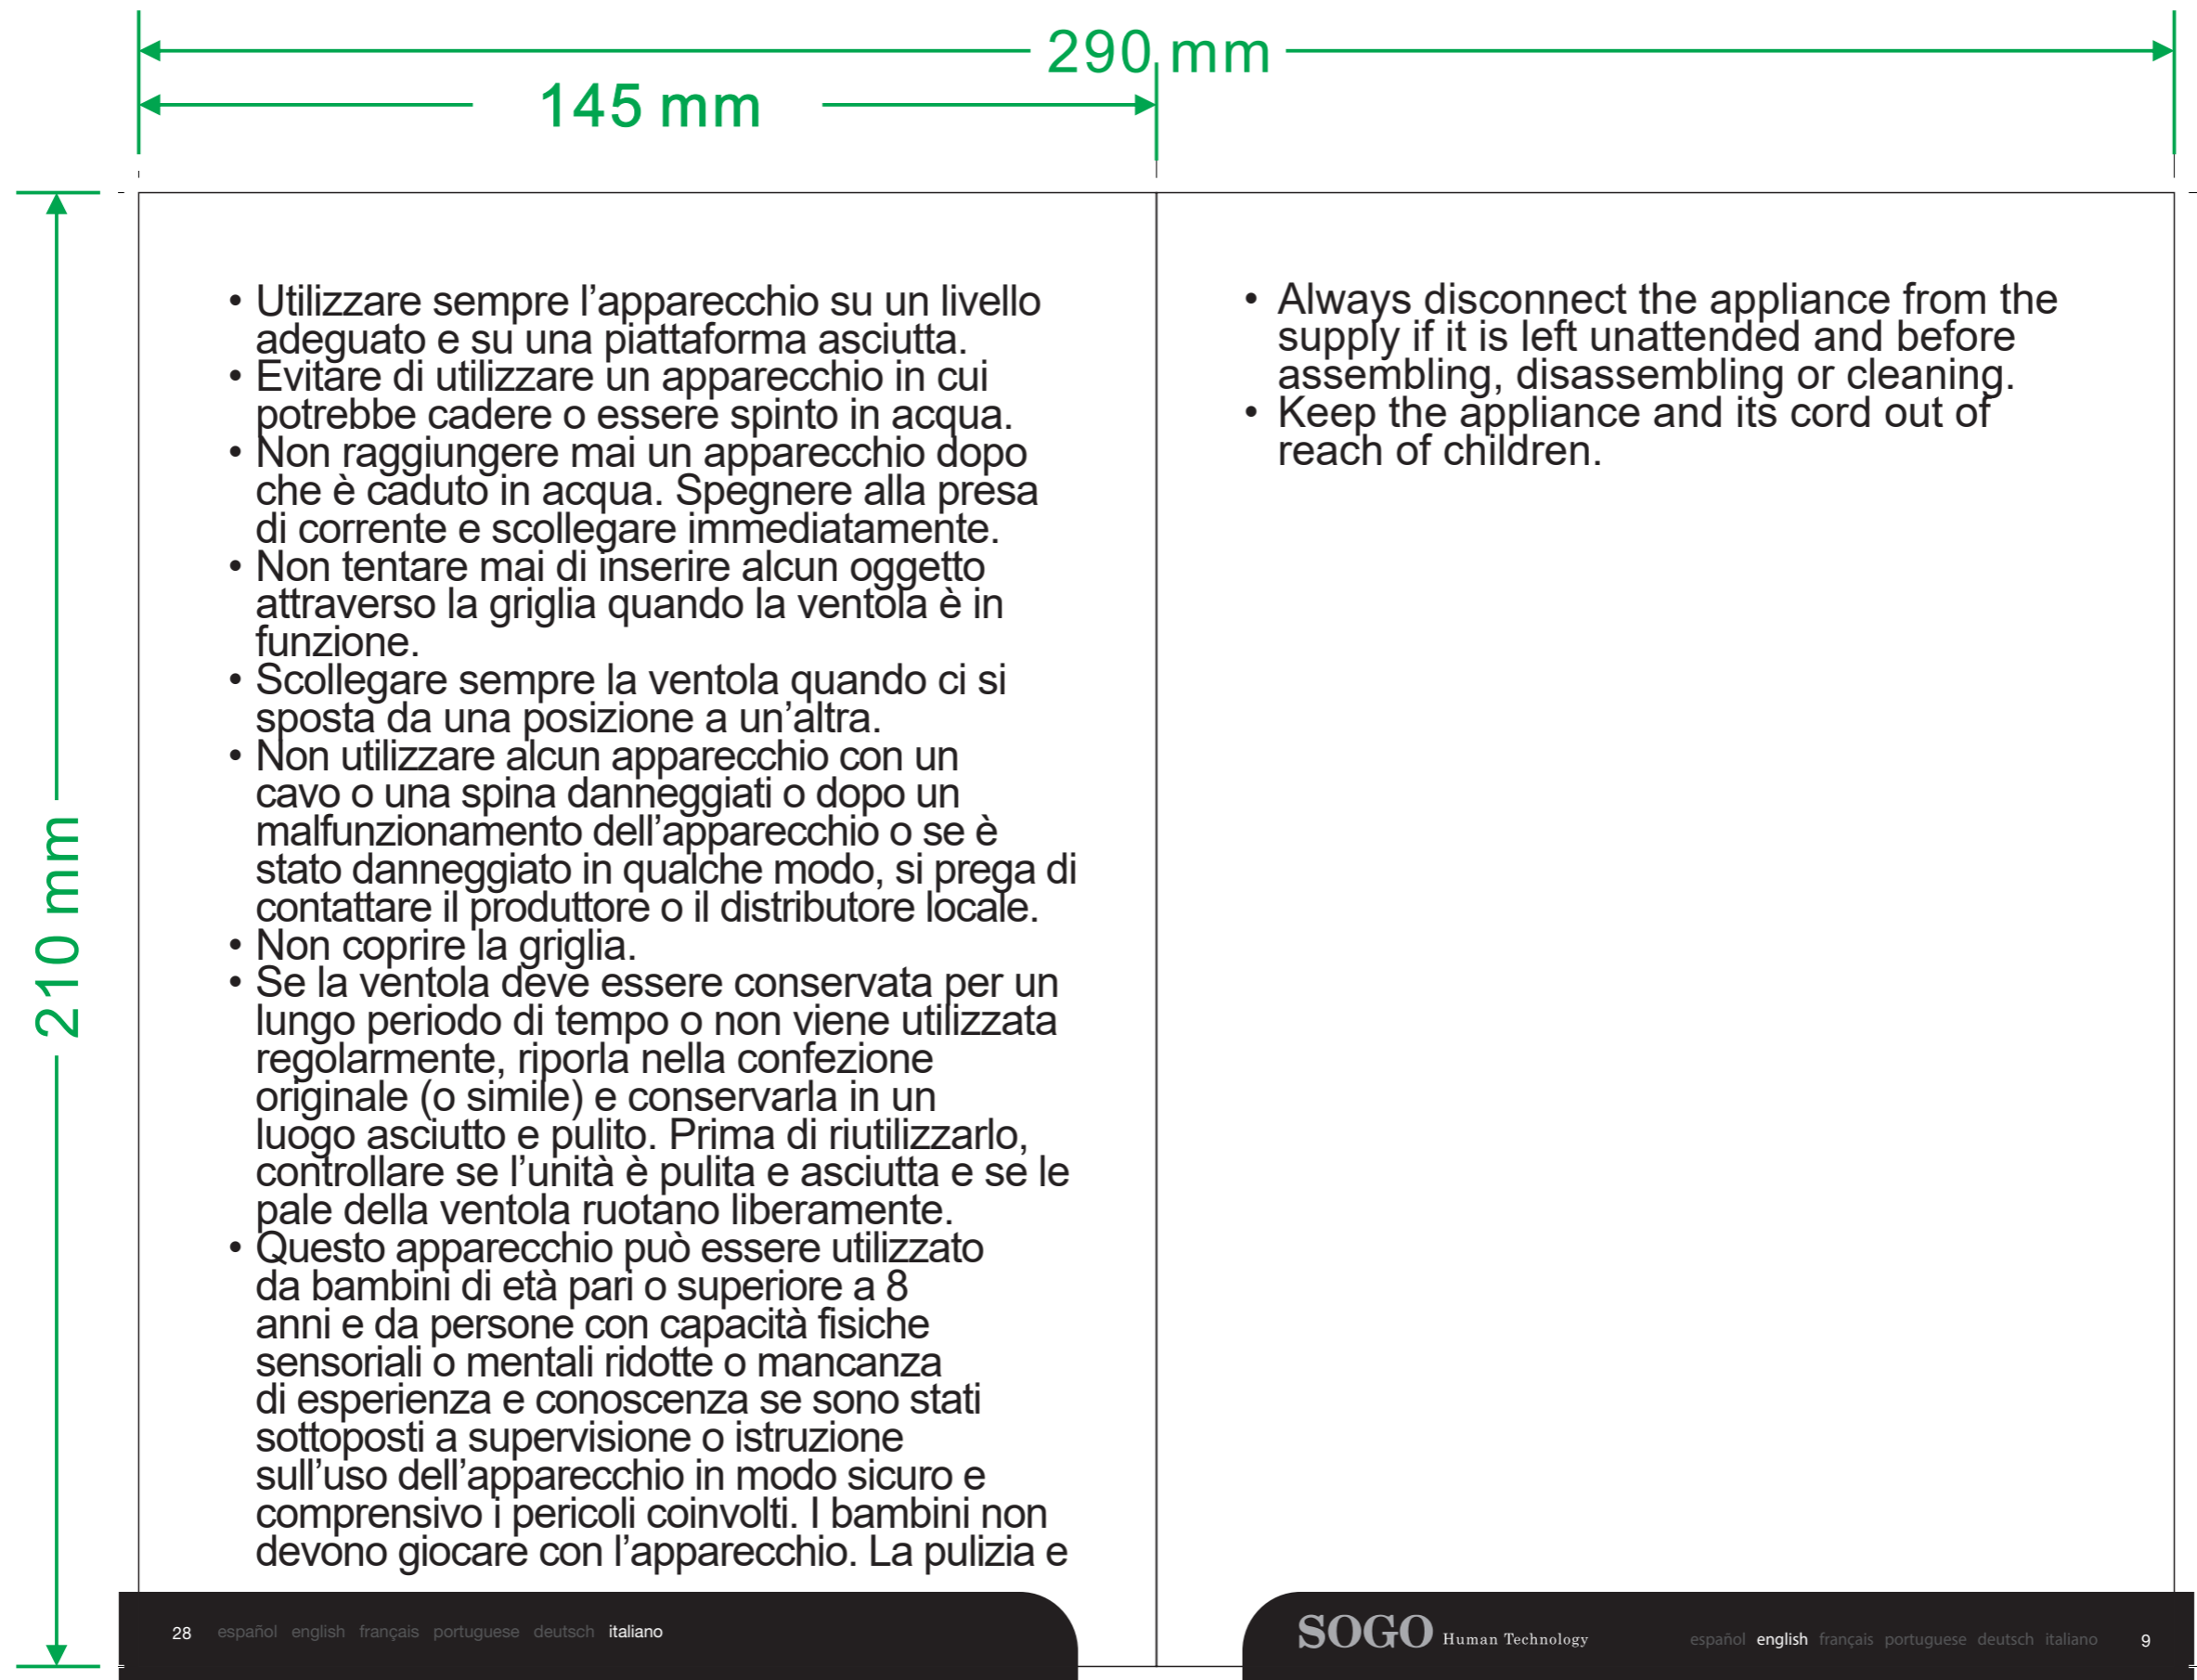 290 mm
145 mm
210 mm
• Utilizzare sempre l’apparecchio su un livello
adeguato e su una piattaforma asciutta.
• Evitare di utilizzare un apparecchio in cui
potrebbe cadere o essere spinto in acqua.
• Non raggiungere mai un apparecchio dopo
che è caduto in acqua. Spegnere alla presa
di corrente e scollegare immediatamente.
• Non tentare mai di inserire alcun oggetto
attraverso la griglia quando la ventola è in
funzione.
• Scollegare sempre la ventola quando ci si
sposta da una posizione a un’altra.
• Non utilizzare alcun apparecchio con un
cavo o una spina danneggiati o dopo un
malfunzionamento dell’apparecchio o se è
stato danneggiato in qualche modo, si prega di
contattare il produttore o il distributore locale.
• Non coprire la griglia.
• Se la ventola deve essere conservata per un
lungo periodo di tempo o non viene utilizzata
regolarmente, riporla nella confezione
originale (o simile) e conservarla in un
luogo asciutto e pulito. Prima di riutilizzarlo,
controllare se l’unità è pulita e asciutta e se le
pale della ventola ruotano liberamente.
• Questo apparecchio può essere utilizzato
da bambini di età pari o superiore a 8
anni e da persone con capacità fisiche
sensoriali o mentali ridotte o mancanza
di esperienza e conoscenza se sono stati
sottoposti a supervisione o istruzione
sull’uso dell’apparecchio in modo sicuro e
comprensivo i pericoli coinvolti. I bambini non
devono giocare con l’apparecchio. La pulizia e
28 español english français portuguese deutsch italiano
• Always disconnect the appliance from the
supply if it is left unattended and before
assembling, disassembling or cleaning.
• Keep the appliance and its cord out of
reach of children.
SOGO Human Technology español english français portuguese deutsch italiano 9